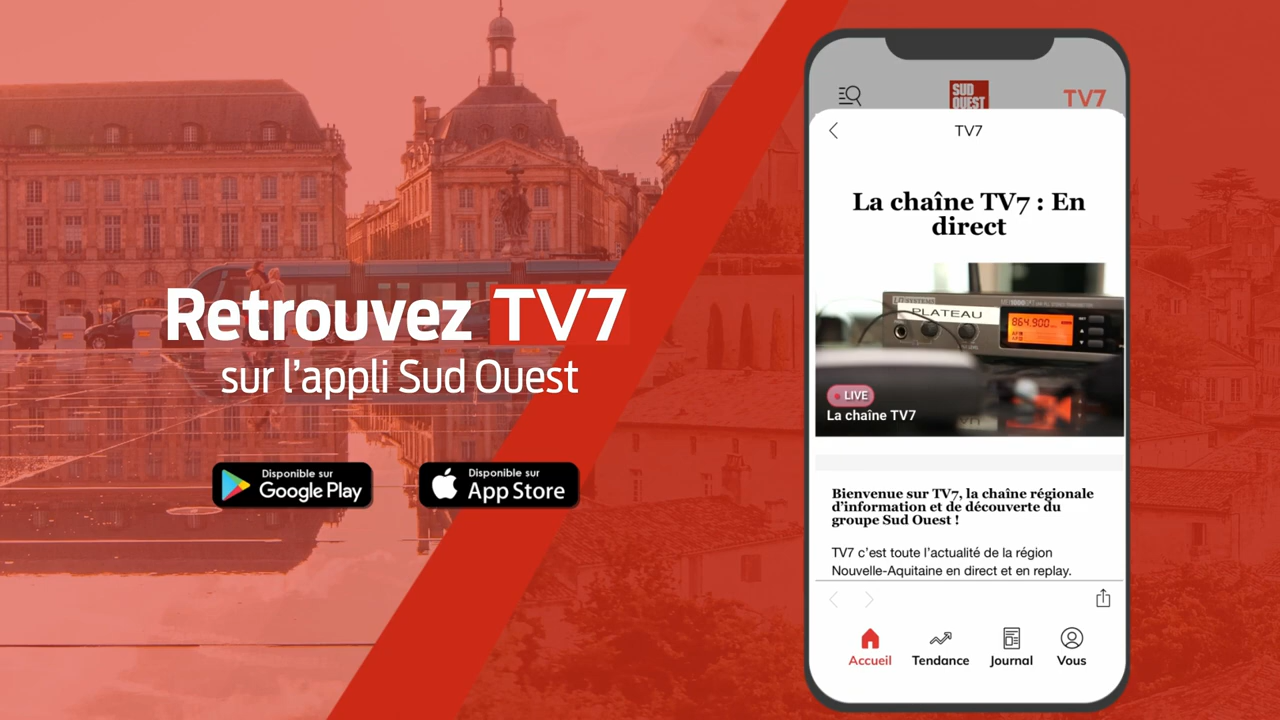 Retrouvez TV7
sur l'appli Sud Ouest
Disponible sur
Google Play
Disponible sur
App Store
SUD
OUEST
TV7
TV7
La chaîne TV7 : En
direct
PLATEAU
864.900
LIVE
La chaîne TV7
Bienvenue sur TV7, la chaîne régionale
d'information et de découverte du
groupe Sud Ouest !
TV7 c'est toute l'actualité de la région
Nouvelle-Aquitaine en direct et en replay.
Accueil
Tendance
Journal
Vous